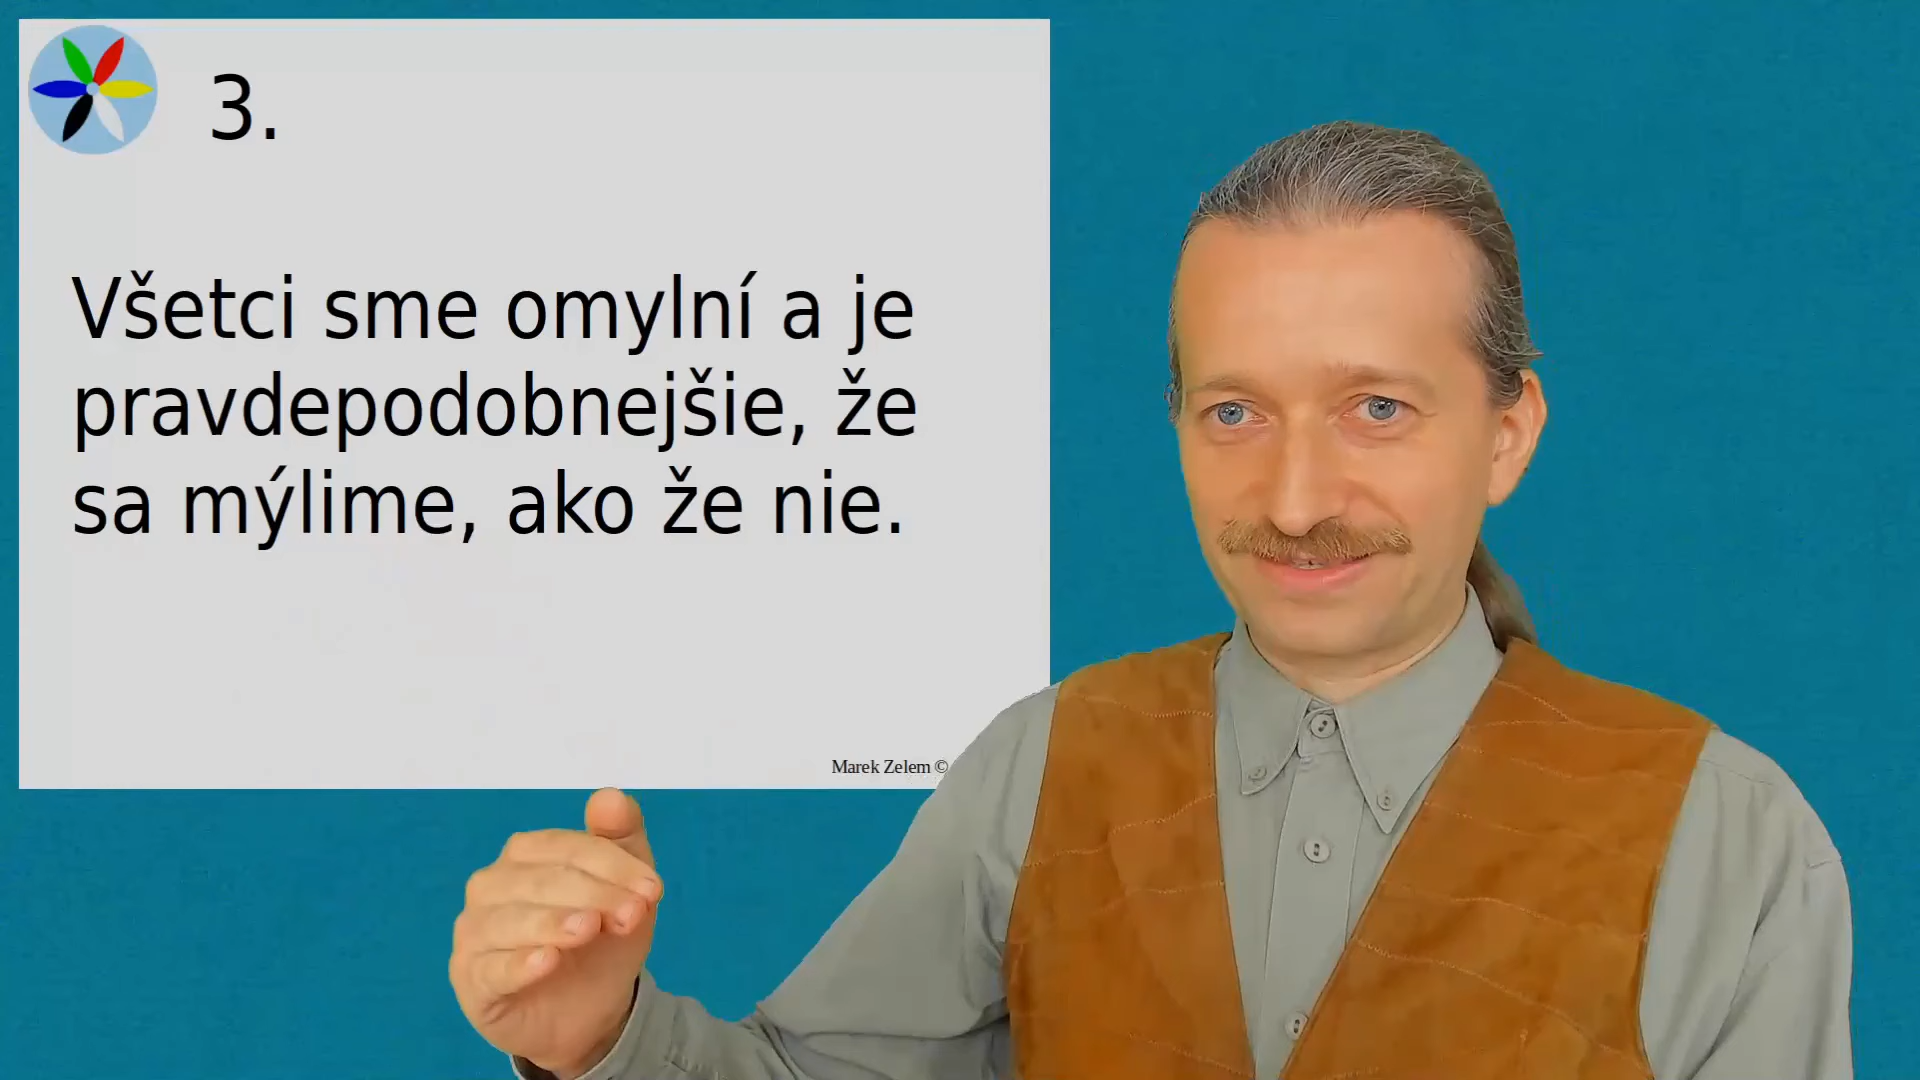 3.
Všetci sme omylní a je
pravdepodobnejšie, že
sa mýlime, ako že nie.
Marek Zelem ©